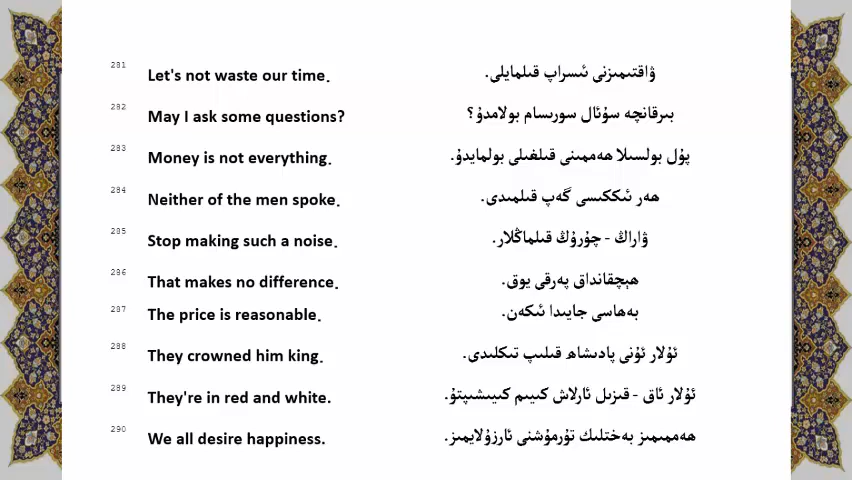 281 Let's not waste our time. ۋاقتىمىزنى ئىسراپ قىلمايلى.
282 May I ask some questions? بىرقانچە سۇئال سورىسام بولامدۇ؟
283 Money is not everything. پۇل بولسىلا ھەممىنى قىلغىلى بولمايدۇ.
284 Neither of the men spoke. ھەر ئىككىسى گەپ قىلمىدى.
285 Stop making such a noise. ۋاراڭ - چۇرۇڭ قىلماڭلار.
286 That makes no difference. ھېچقانداق پەرقى يوق.
287 The price is reasonable. بەھاسى جايىدا ئىكەن.
288 They crowned him king. ئۇلار ئۇنى پادىشاھ قىلىپ تىكلىدى.
289 They're in red and white. ئۇلار ئاق - قىزىل ئارلاش كىيىم كىيىشىپتۇ.
290 We all desire happiness. ھەممىمىز بەختلىك تۇرمۇشنى ئارزۇلايمىز.